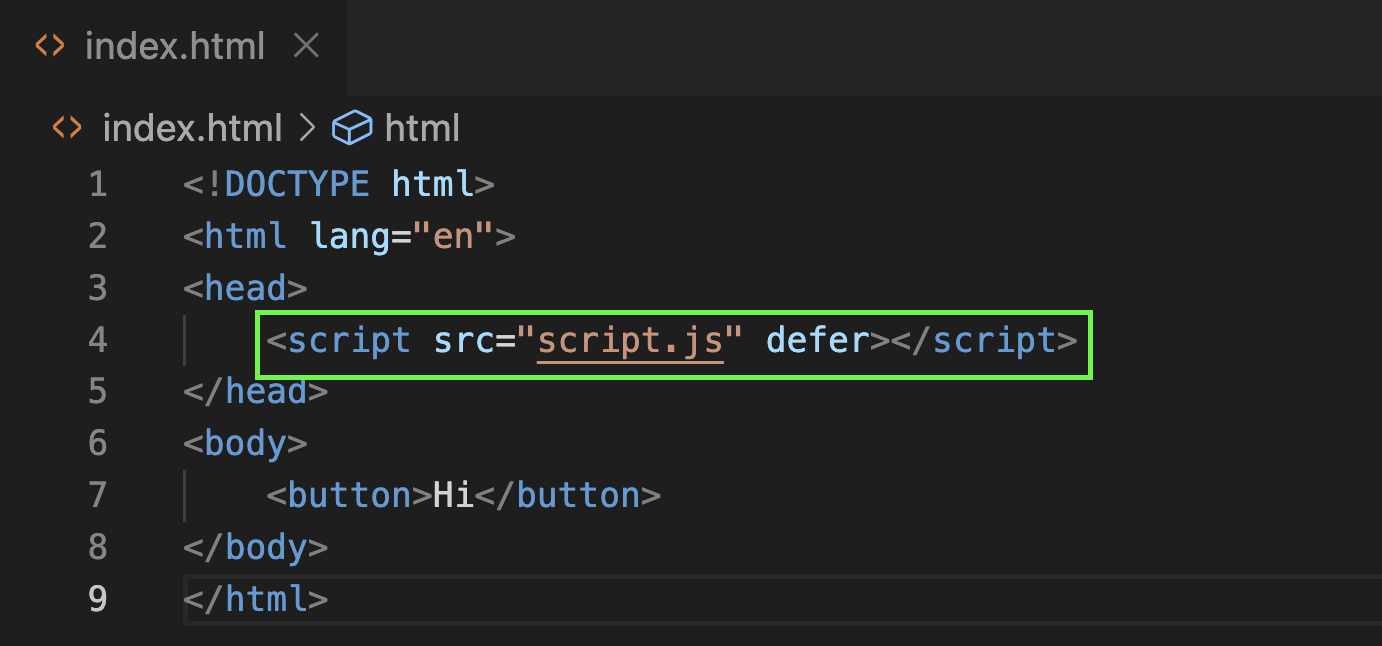 index.html
index.html > html
1 <!DOCTYPE html>
2 <html lang="en">
3 <head>
4     <script src="script.js" defer></script>
5 </head>
6 <body>
7     <button>Hi</button>
8 </body>
9 </html>